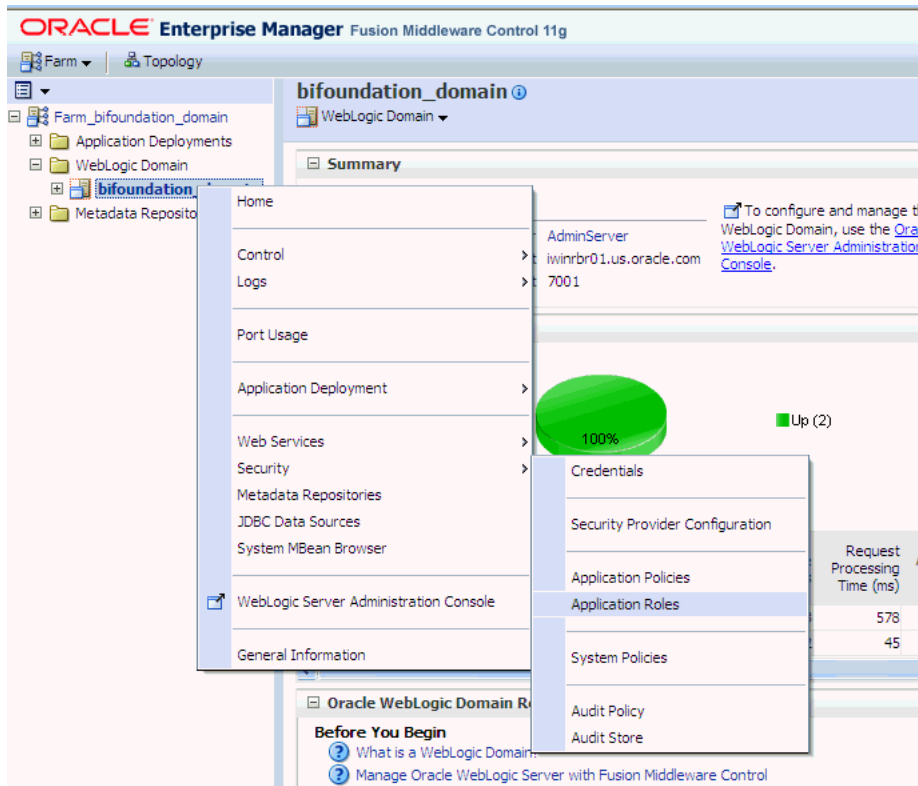 ORACLE Enterprise Manager Fusion Middleware Control 11g
Farm Topology
Farm_bifoundation_domain
Application Deployments
WebLogic Domain
bifoundation_
Metadata Reposito
bifoundation_domain
WebLogic Domain
Summary
AdminServer
iwinrbr01.us.oracle.com
7001
To configure and manage
WebLogic Domain, use the
WebLogic Server
Console.
Home
Control
Logs
Port Usage
Application Deployment
Web Services
Security
Metadata Repositories
JDBC Data Sources
System MBean Browser
WebLogic Server Administration Console
General Information
100%
Up (2)
Credentials
Security Provider Configuration
Application Policies
Application Roles
System Policies
Audit Policy
Audit Store
Request
Processing
Time (ms)
578
45
Oracle WebLogic Domain
Before You Begin
What is a WebLogic Domain
Manage Oracle WebLogic Server with Fusion Middleware Control